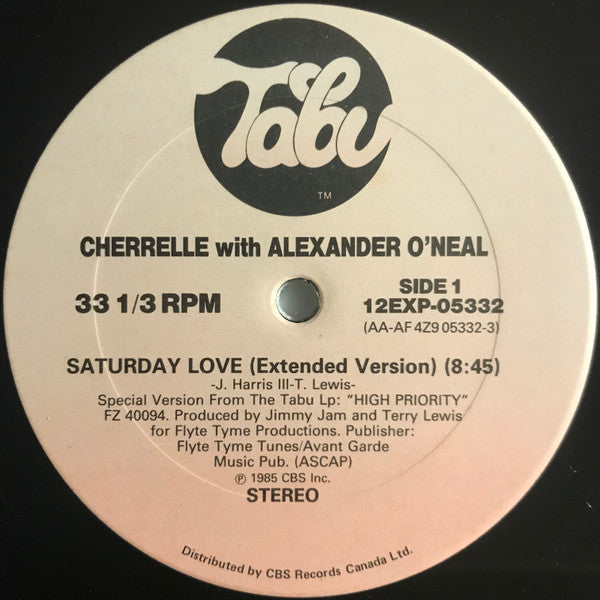 Tabu
TM
CHERRELLE with ALEXANDER O'NEAL
33 1/3 RPM
SIDE 1
12EXP-05332
(AA-AF 4Z9 05332-3)
SATURDAY LOVE (Extended Version) (8:45)
-J. Harris III-T. Lewis-
Special Version From The Tabu Lp: "HIGH PRIORITY"
FZ 40094. Produced by Jimmy Jam and Terry Lewis
for Flyte Tyme Productions. Publisher:
Flyte Tyme Tunes/Avant Garde
Music Pub. (ASCAP)
℗ 1985 CBS Inc.
STEREO
Distributed by CBS Records Canada Ltd.